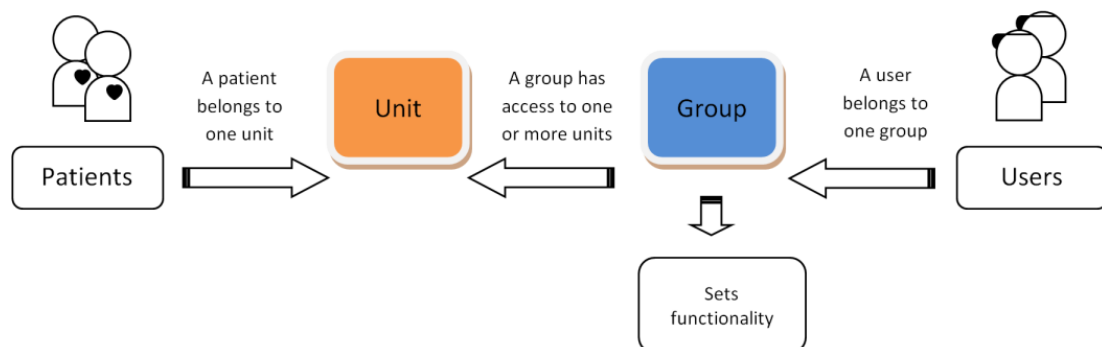 A patient
belongs to
one unit
Unit
A group has
access to one
or more units
Group
A user
belongs to
one group
Patients
Users
Sets
functionality